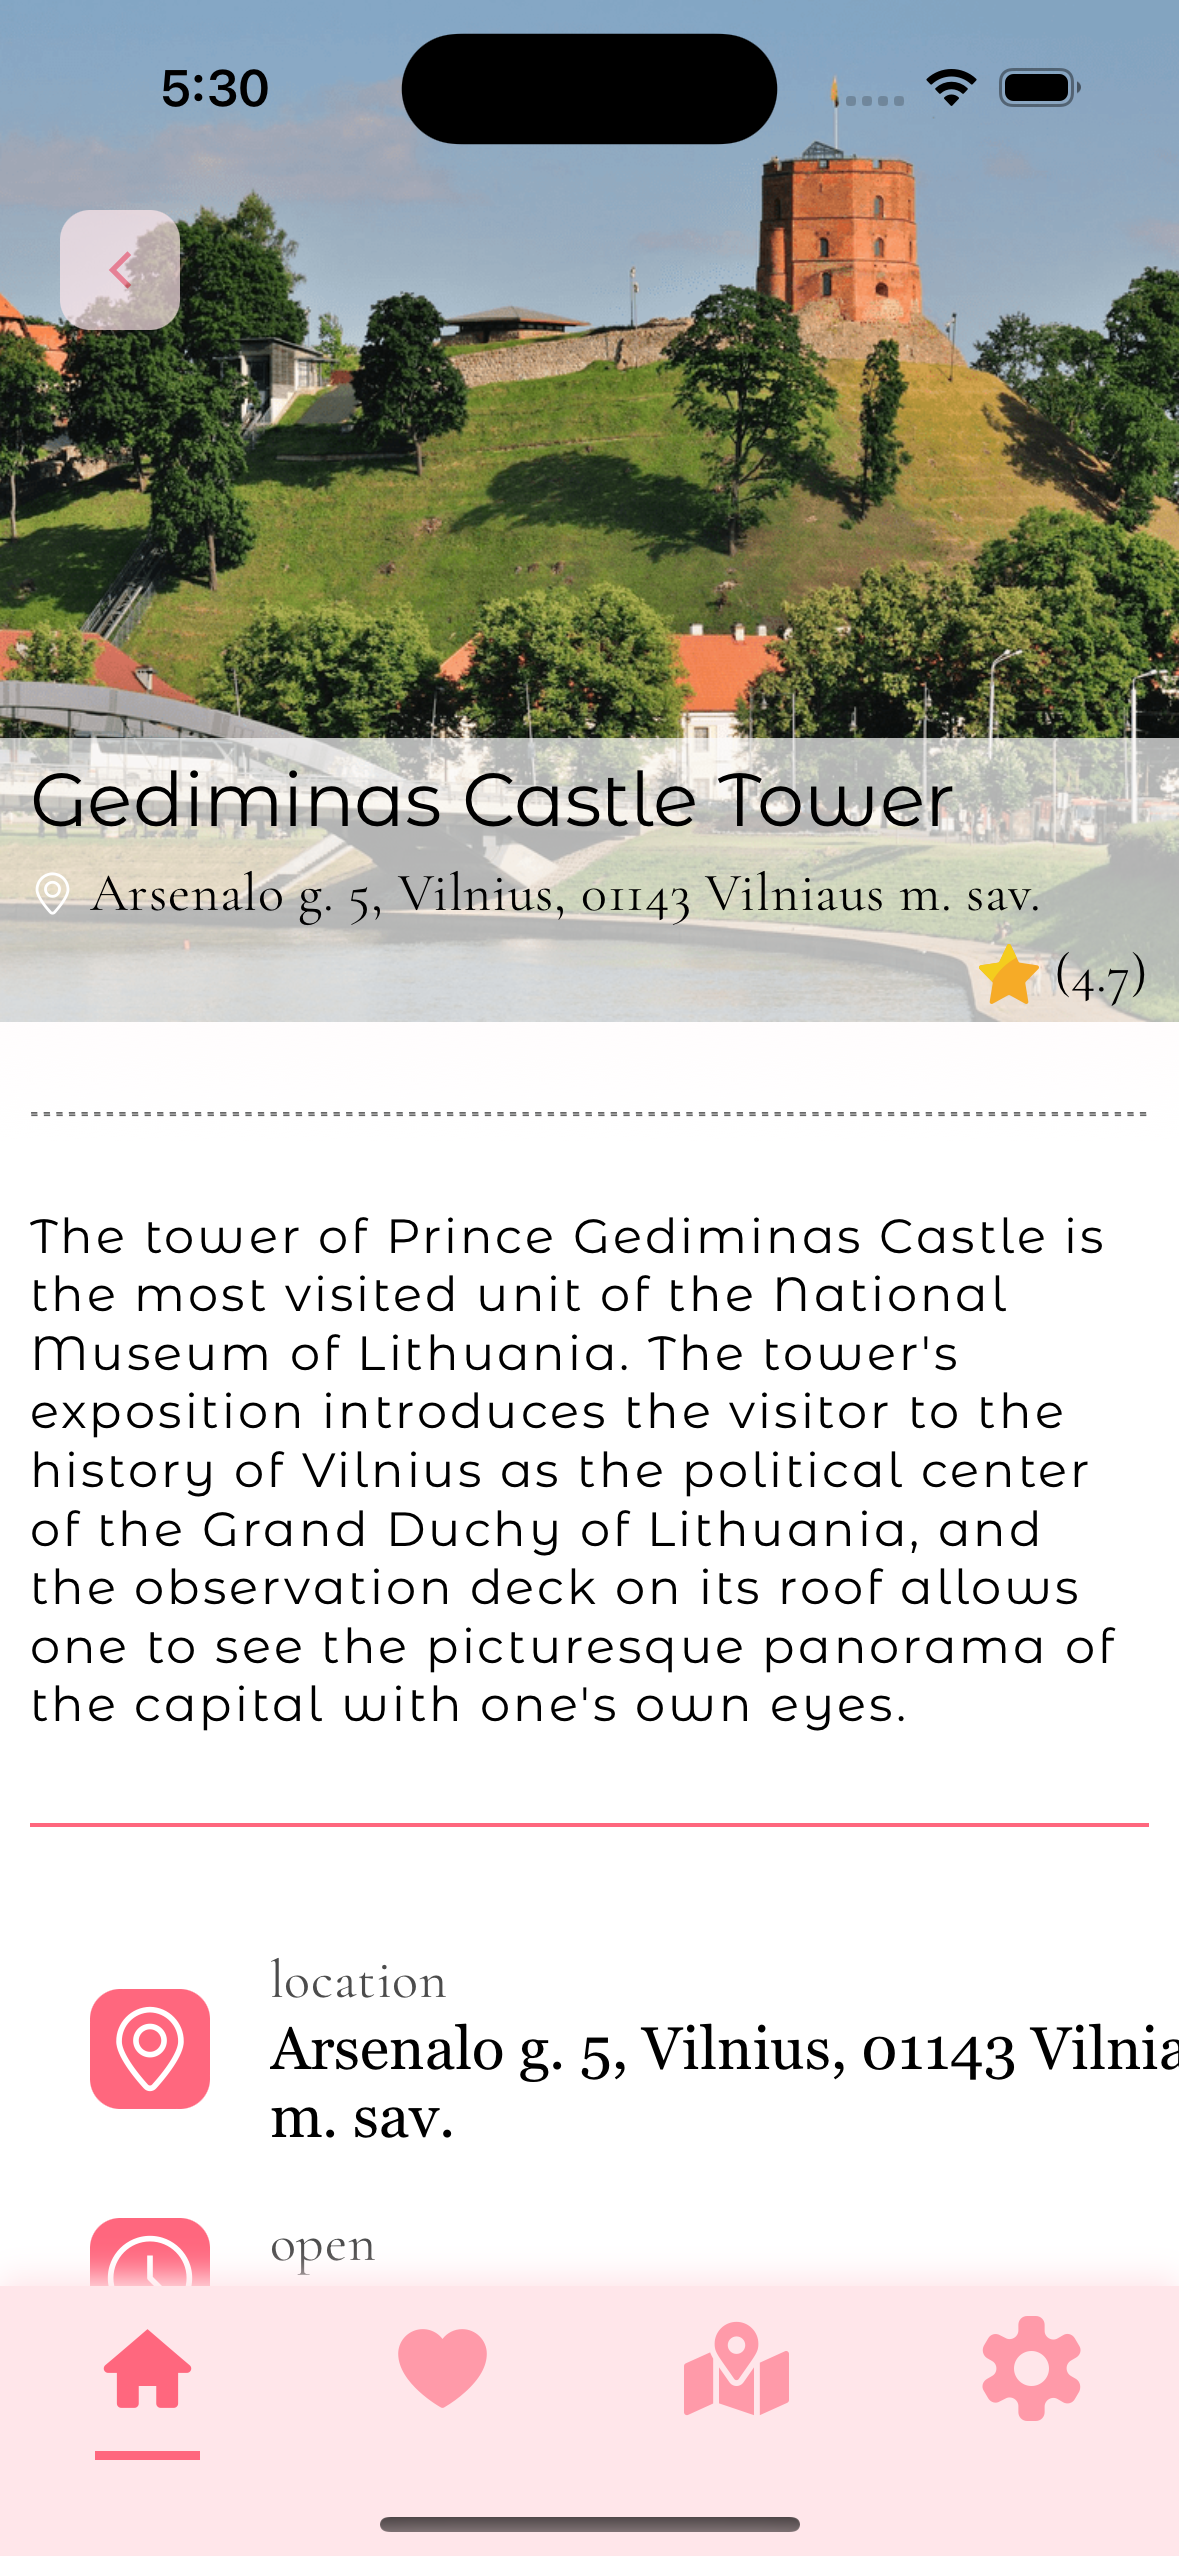 5:30
Gediminas Castle Tower
Arsenalo g. 5, Vilnius, 01143 Vilniaus m. sav.
(4.7)
The tower of Prince Gediminas Castle is
the most visited unit of the National
Museum of Lithuania. The tower's
exposition introduces the visitor to the
history of Vilnius as the political center
of the Grand Duchy of Lithuania, and
the observation deck on its roof allows
one to see the picturesque panorama of
the capital with one's own eyes.
location
Arsenalo g. 5, Vilnius, 01143 Vilnia
m. sav.
open